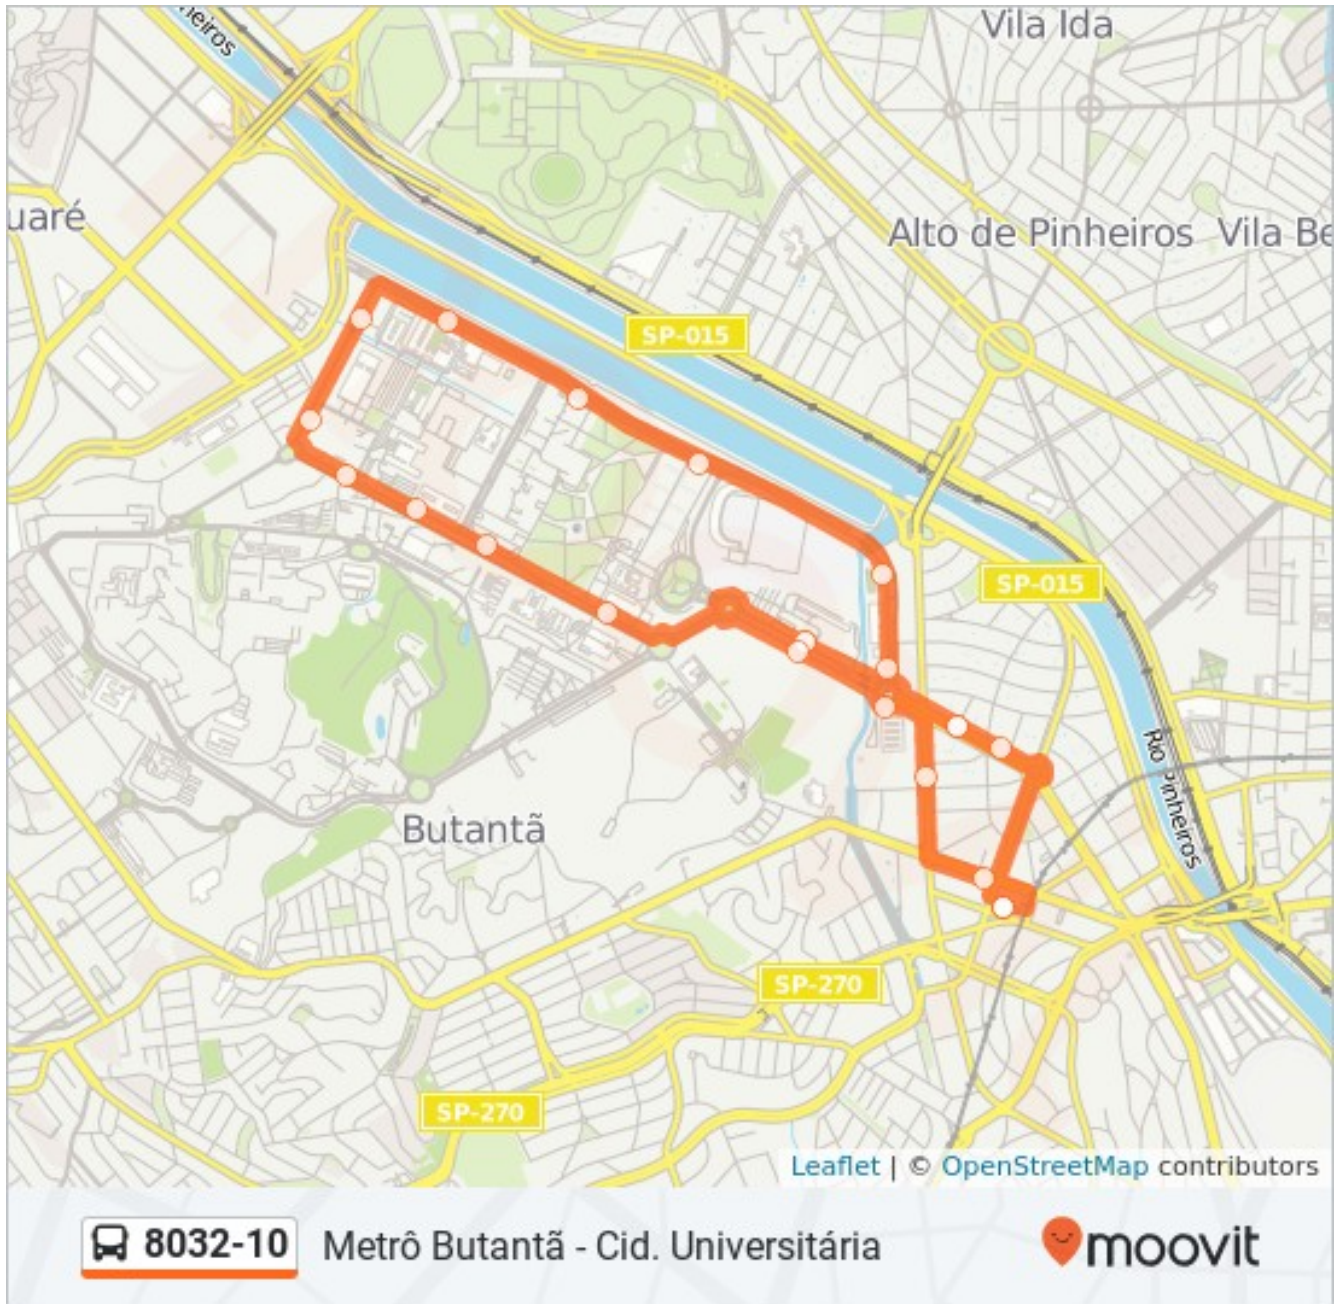 neiros
Vila Ida
uaré
Alto de Pinheiros
Vila Be
SP-015
SP-015
Rio Pinheiros
Butantã
SP-270
SP-270
Leaflet | © OpenStreetMap contributors
8032-10
Metrô Butantã - Cid. Universitária
moovit